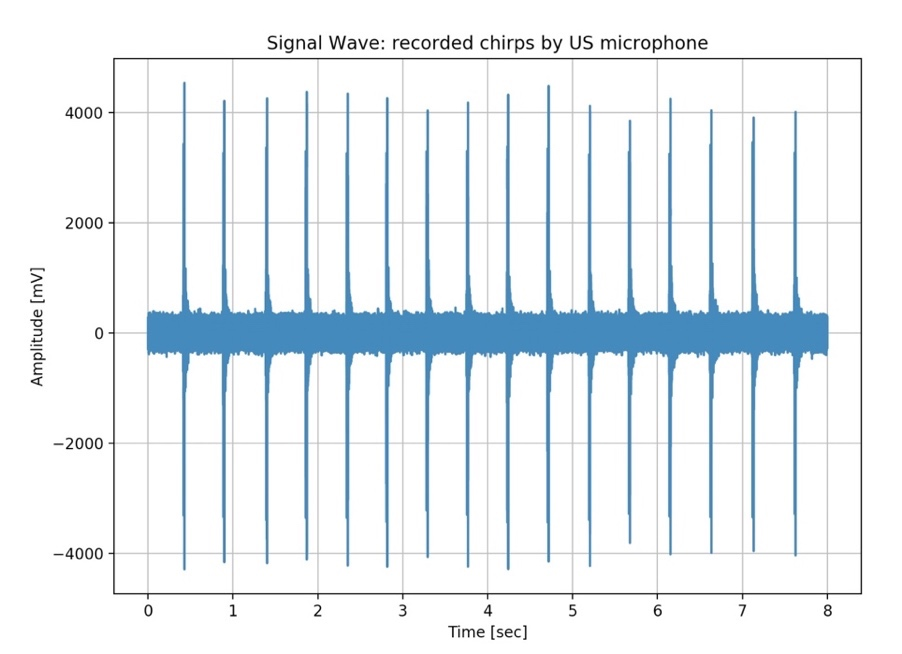 Signal Wave: recorded chirps by US microphone
Amplitude [mV]
4000
2000
0
−2000
−4000
0 1 2 3 4 5 6 7 8
Time [sec]